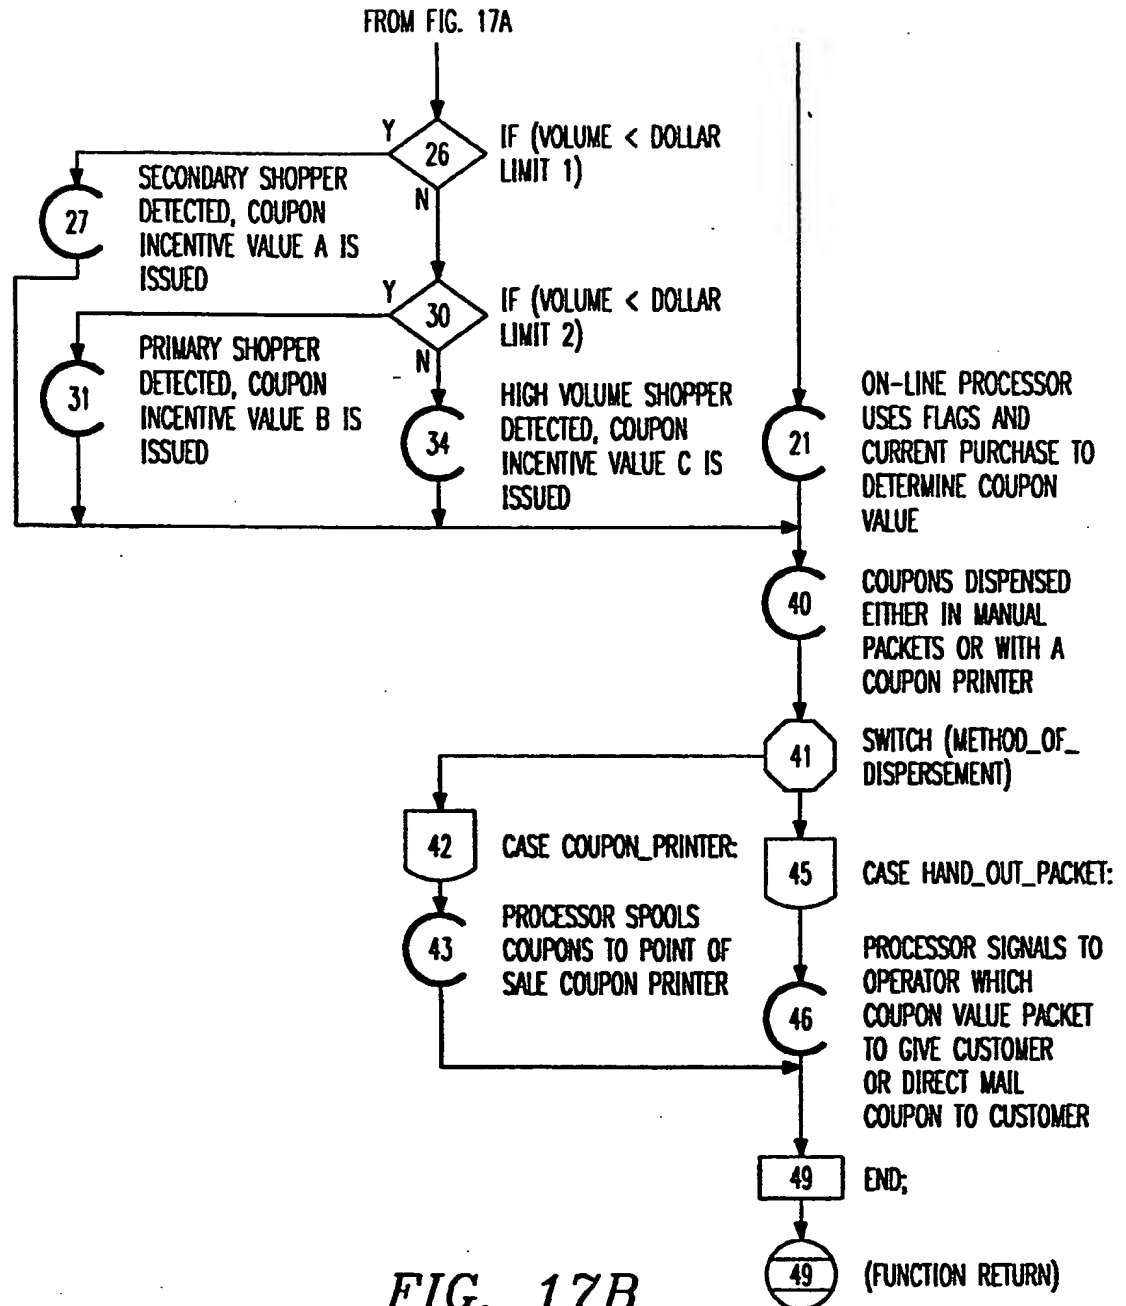 FROM FIG. 17A
Y
26
IF (VOLUME < DOLLAR
LIMIT 1)
N
27
SECONDARY SHOPPER
DETECTED, COUPON
INCENTIVE VALUE A IS
ISSUED
Y
30
IF (VOLUME < DOLLAR
LIMIT 2)
N
31
PRIMARY SHOPPER
DETECTED, COUPON
INCENTIVE VALUE B IS
ISSUED
34
HIGH VOLUME SHOPPER
DETECTED, COUPON
INCENTIVE VALUE C IS
ISSUED
21
ON-LINE PROCESSOR
USES FLAGS AND
CURRENT PURCHASE TO
DETERMINE COUPON
VALUE
40
COUPONS DISPENSED
EITHER IN MANUAL
PACKETS OR WITH A
COUPON PRINTER
41
SWITCH (METHOD_OF_
DISPERSEMENT)
42
CASE COUPON_PRINTER:
45
CASE HAND_OUT_PACKET:
43
PROCESSOR SPOOLS
COUPONS TO POINT OF
SALE COUPON PRINTER
46
PROCESSOR SIGNALS TO
OPERATOR WHICH
COUPON VALUE PACKET
TO GIVE CUSTOMER
OR DIRECT MAIL
COUPON TO CUSTOMER
49
END;
49
(FUNCTION RETURN)
FIG. 17B